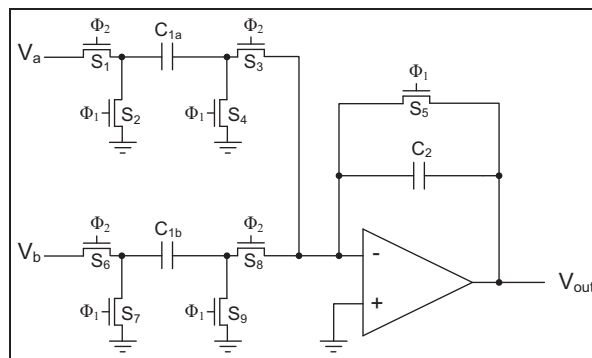 Φ2 C1a Φ2
Va S1 S3
Φ1 S2 Φ1 S4
Φ1
S5
C2
Φ2 C1b Φ2
Vb S6 S8
-
+
Vout
Φ1 S7 Φ1 S9